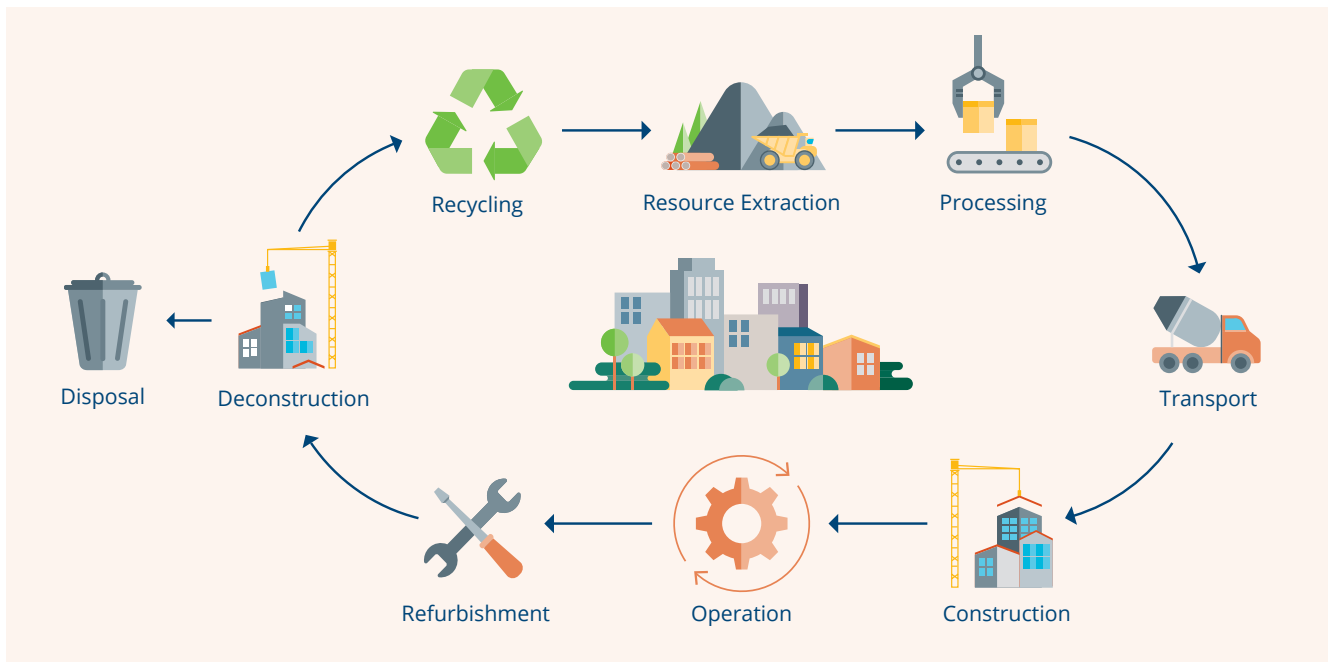 Recycling
Resource Extraction
Processing
Disposal
Deconstruction
Transport
Refurbishment
Operation
Construction